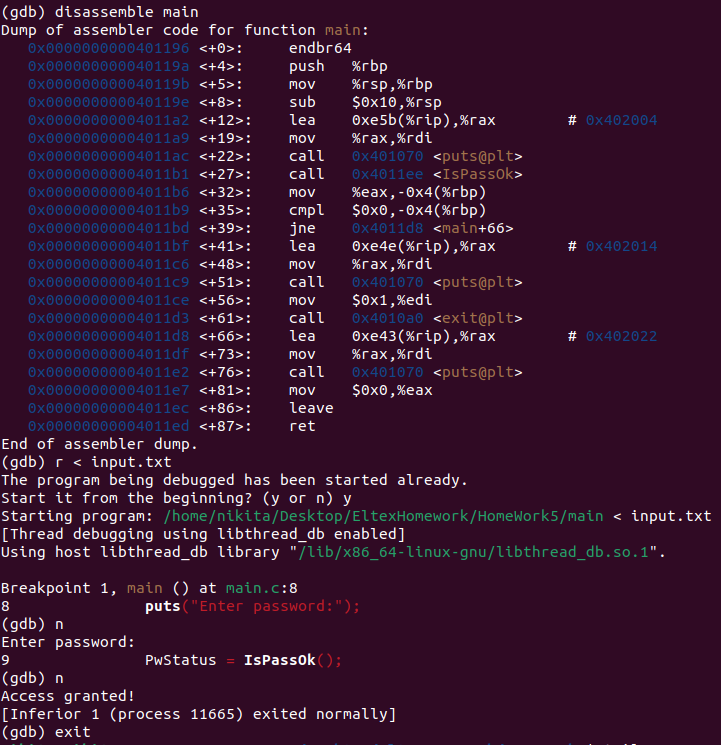 (gdb) disassemble main
Dump of assembler code for function main:
   0x0000000000401196 <+0>:     endbr64
   0x000000000040119a <+4>:     push   %rbp
   0x000000000040119b <+5>:     mov    %rsp,%rbp
   0x000000000040119e <+8>:     sub    $0x10,%rsp
   0x00000000004011a2 <+12>:    lea    0xe5b(%rip),%rax        # 0x402004
   0x00000000004011a9 <+19>:    mov    %rax,%rdi
   0x00000000004011ac <+22>:    call   0x401070 <puts@plt>
   0x00000000004011b1 <+27>:    call   0x4011ee <IsPassOk>
   0x00000000004011b6 <+32>:    mov    %eax,-0x4(%rbp)
   0x00000000004011b9 <+35>:    cmpl   $0x0,-0x4(%rbp)
   0x00000000004011bd <+39>:    jne    0x4011d8 <main+66>
   0x00000000004011bf <+41>:    lea    0xe4e(%rip),%rax        # 0x402014
   0x00000000004011c6 <+48>:    mov    %rax,%rdi
   0x00000000004011c9 <+51>:    call   0x401070 <puts@plt>
   0x00000000004011ce <+56>:    mov    $0x1,%edi
   0x00000000004011d3 <+61>:    call   0x4010a0 <exit@plt>
   0x00000000004011d8 <+66>:    lea    0xe43(%rip),%rax        # 0x402022
   0x00000000004011df <+73>:    mov    %rax,%rdi
   0x00000000004011e2 <+76>:    call   0x401070 <puts@plt>
   0x00000000004011e7 <+81>:    mov    $0x0,%eax
   0x00000000004011ec <+86>:    leave
   0x00000000004011ed <+87>:    ret
End of assembler dump.
(gdb) r < input.txt
The program being debugged has been started already.
Start it from the beginning? (y or n) y
Starting program: /home/nikita/Desktop/EltexHomework/HomeWork5/main < input.txt
[Thread debugging using libthread_db enabled]
Using host libthread_db library "/lib/x86_64-linux-gnu/libthread_db.so.1".

Breakpoint 1, main () at main.c:8
8               puts("Enter password:");
(gdb) n
Enter password:
9               PwStatus = IsPassOk();
(gdb) n
Access granted!
[Inferior 1 (process 11665) exited normally]
(gdb) exit